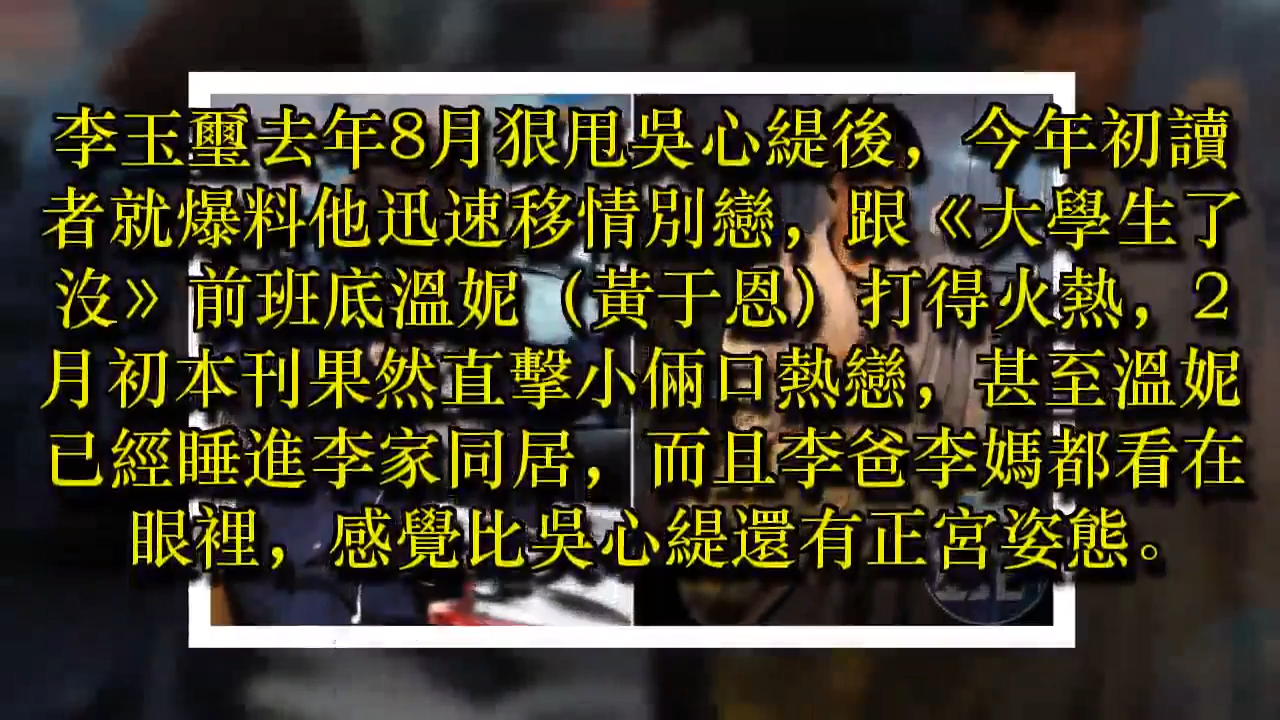 李玉璽去年8月狠甩吳心緹後，今年初讀
者就爆料他迅速移情別戀，跟《大學生了
沒》前班底溫妮（黃于恩）打得火熱，2
月初本刊果然直擊小倆口熱戀，甚至溫妮
已經睡進李家同居，而且李爸李媽都看在
眼裡，感覺比吳心緹還有正宮姿態。